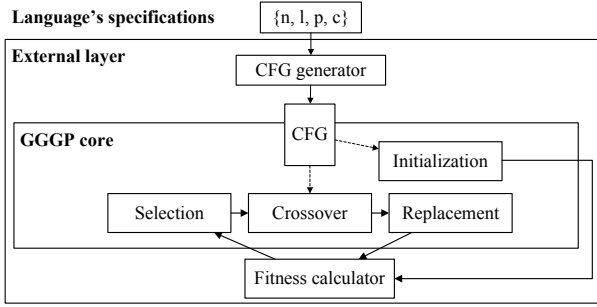 Language's specifications
{n, l, p, c}
External layer
CFG generator
CFG
GGGP core
Initialization
Selection
Crossover
Replacement
Fitness calculator